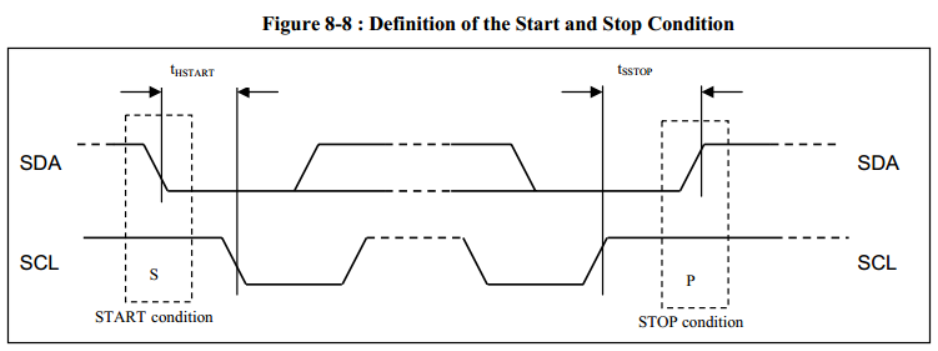 Figure 8-8 : Definition of the Start and Stop Condition
tHSTART
tSSTOP
SDA
SDA
SCL
SCL
S
P
START condition
STOP condition